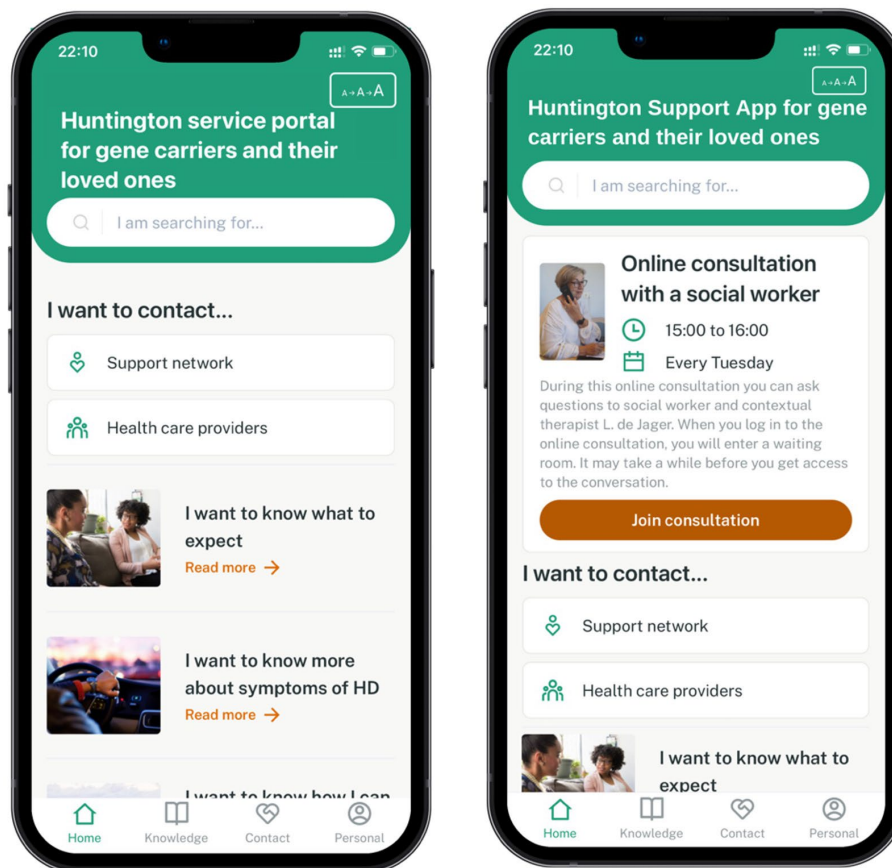 22:10
A→A→A
Huntington service portal
for gene carriers and their
loved ones
I am searching for...
I want to contact...
Support network
Health care providers
I want to know what to
expect
Read more →
I want to know more
about symptoms of HD
Read more →
I want to know how I can
Home Knowledge Contact Personal
22:10
A→A→A
Huntington Support App for gene
carriers and their loved ones
I am searching for...
Online consultation
with a social worker
15:00 to 16:00
Every Tuesday
During this online consultation you can ask
questions to social worker and contextual
therapist L. de Jager. When you log in to the
online consultation, you will enter a waiting
room. It may take a while before you get access
to the conversation.
Join consultation
I want to contact...
Support network
Health care providers
I want to know what to
expect
Home Knowledge Contact Personal